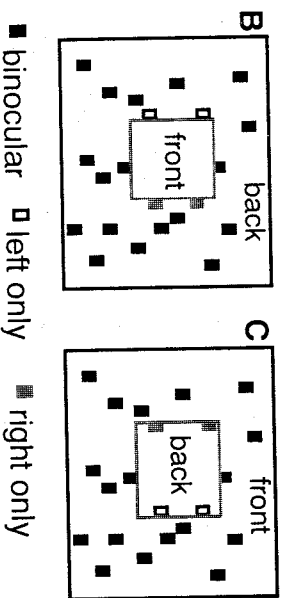 B
back
front
C
front
back
binocular
left only
right only